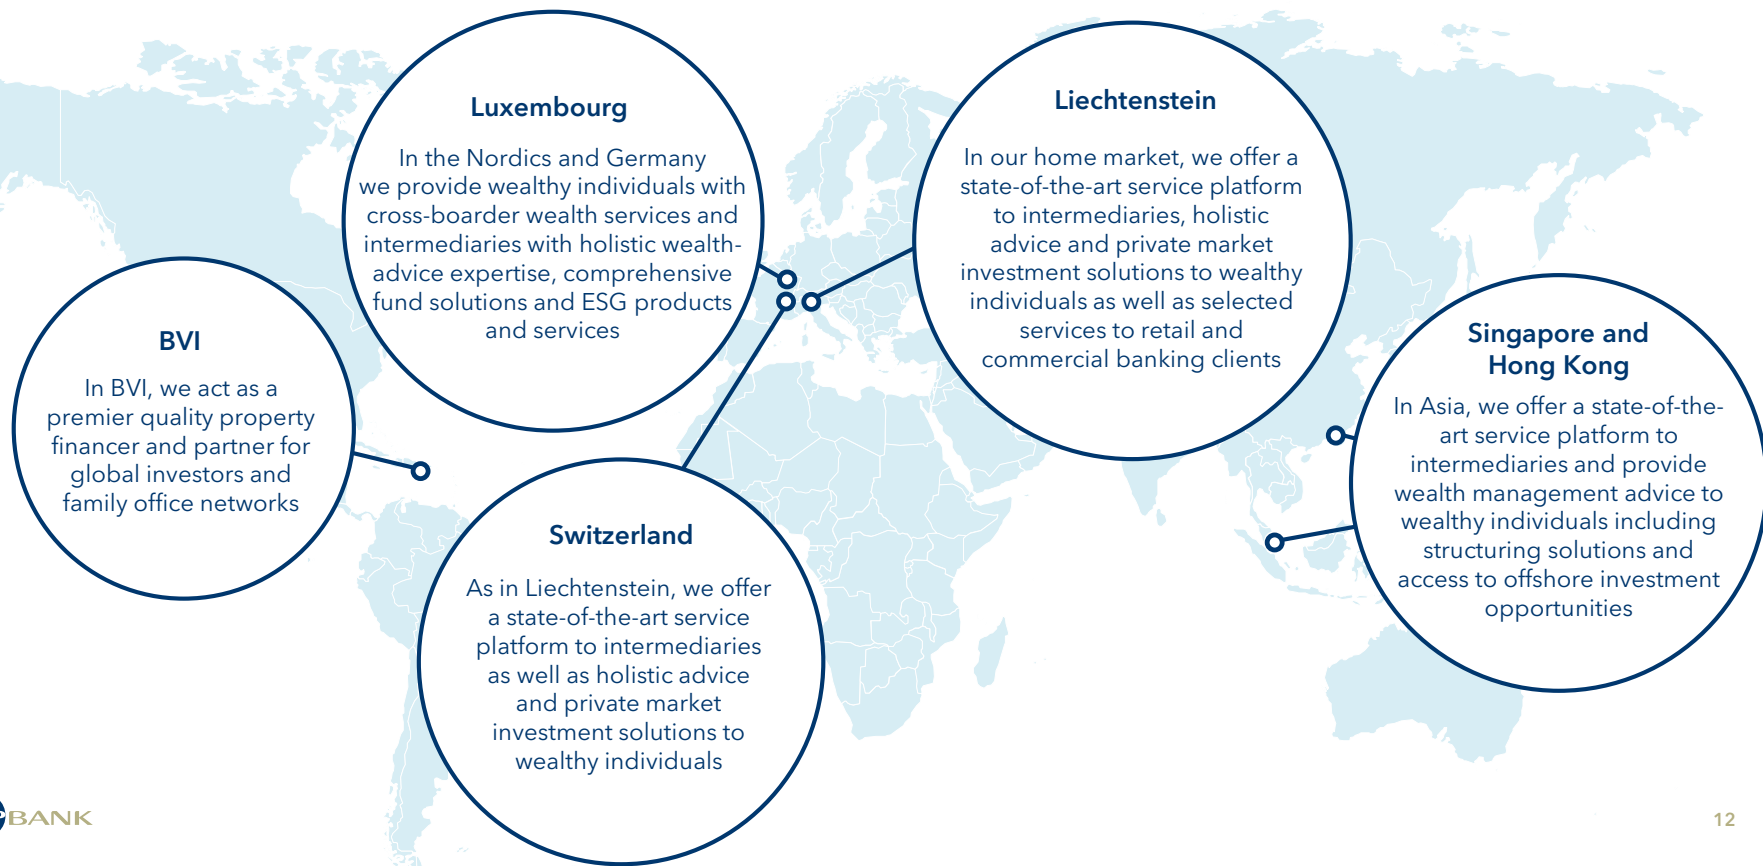 Luxembourg
In the Nordics and Germany
we provide wealthy individuals with
cross-boarder wealth services and
intermediaries with holistic wealth-
advice expertise, comprehensive
fund solutions and ESG products
and services
Liechtenstein
In our home market, we offer a
state-of-the-art service platform
to intermediaries, holistic
advice and private market
investment solutions to wealthy
individuals as well as selected
services to retail and
commercial banking clients
BVI
In BVI, we act as a
premier quality property
financer and partner for
global investors and
family office networks
Singapore and
Hong Kong
In Asia, we offer a state-of-the-
art service platform to
intermediaries and provide
wealth management advice to
wealthy individuals including
structuring solutions and
access to offshore investment
opportunities
Switzerland
As in Liechtenstein, we offer
a state-of-the-art service
platform to intermediaries
as well as holistic advice
and private market
investment solutions to
wealthy individuals
BANK
12